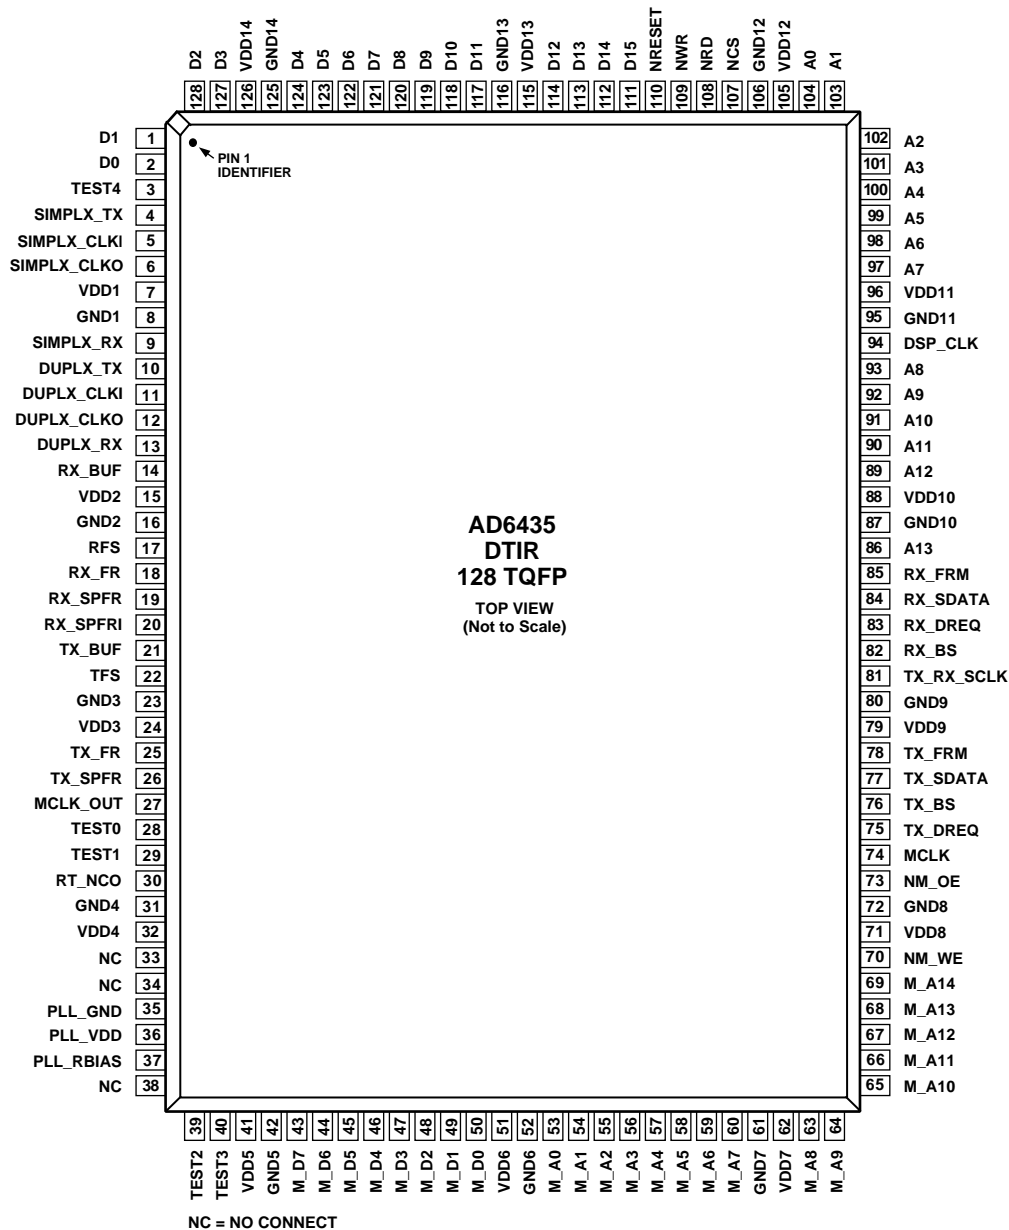 D2 D3 VDD14 GND14 D4 D5 D6 D7 D8 D9 D10 D11 GND13 VDD13 D12 D13 D14 D15 NRESET NWR NRD NCS GND12 VDD12 A0 A1
128 127 126 125 124 123 122 121 120 119 118 117 116 115 114 113 112 111 110 109 108 107 106 105 104 103
PIN 1
IDENTIFIER
D1 1
D0 2
TEST4 3
SIMPLX_TX 4
SIMPLX_CLKI 5
SIMPLX_CLKO 6
VDD1 7
GND1 8
SIMPLX_RX 9
DUPLX_TX 10
DUPLX_CLKI 11
DUPLX_CLKO 12
DUPLX_RX 13
RX_BUF 14
VDD2 15
GND2 16
RFS 17
RX_FR 18
RX_SPFR 19
RX_SPFRI 20
TX_BUF 21
TFS 22
GND3 23
VDD3 24
TX_FR 25
TX_SPFR 26
MCLK_OUT 27
TEST0 28
TEST1 29
RT_NCO 30
GND4 31
VDD4 32
NC 33
NC 34
PLL_GND 35
PLL_VDD 36
PLL_RBIAS 37
NC 38
AD6435
DTIR
128 TQFP
TOP VIEW
(Not to Scale)
102 A2
101 A3
100 A4
99 A5
98 A6
97 A7
96 VDD11
95 GND11
94 DSP_CLK
93 A8
92 A9
91 A10
90 A11
89 A12
88 VDD10
87 GND10
86 A13
85 RX_FRM
84 RX_SDATA
83 RX_DREQ
82 RX_BS
81 TX_RX_SCLK
80 GND9
79 VDD9
78 TX_FRM
77 TX_SDATA
76 TX_BS
75 TX_DREQ
74 MCLK
73 NM_OE
72 GND8
71 VDD8
70 NM_WE
69 M_A14
68 M_A13
67 M_A12
66 M_A11
65 M_A10
39 40 41 42 43 44 45 46 47 48 49 50 51 52 53 54 55 56 57 58 59 60 61 62 63 64
TEST2 TEST3 VDD5 GND5 M_D7 M_D6 M_D5 M_D4 M_D3 M_D2 M_D1 M_D0 VDD6 GND6 M_A0 M_A1 M_A2 M_A3 M_A4 M_A5 M_A6 M_A7 GND7 VDD7 M_A8 M_A9
NC = NO CONNECT